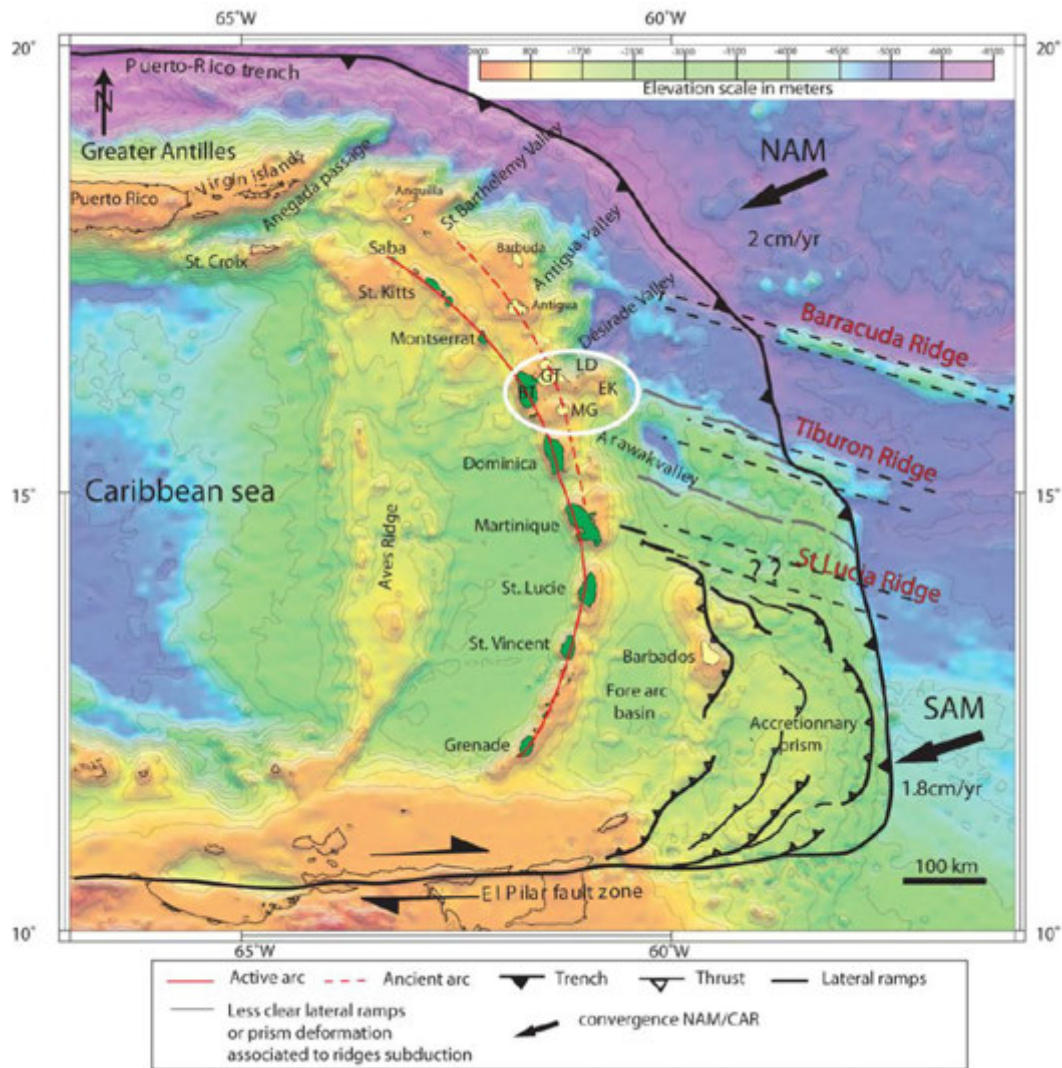 65°W
60°W
20°
20°
Puerto-Rico trench
Elevation scale in meters
N
Greater Antilles
NAM
2 cm/yr
Virgin islands
Puerto Rico
Anegada passage
St Barthelemy Valley
Anguilla
Saba
St. Croix
Barbuda
Antigua Valley
St. Kitts
Antigua
Désirade Valley
Barracuda Ridge
Montserrat
GT
LD
BT
EK
MG
Arawak valley
Tiburon Ridge
Dominica
15°
Caribbean sea
15°
Martinique
Aves Ridge
St Lucia Ridge
? ?
St. Lucie
St. Vincent
Barbados
Fore arc
basin
Accretionnary
prism
SAM
Grenade
1.8cm/yr
100 km
El Pilar fault zone
10°
10°
65°W
60°W
Active arc
Ancient arc
Trench
Thrust
Lateral ramps
Less clear lateral ramps
or prism deformation
associated to ridges subduction
convergence NAM/CAR